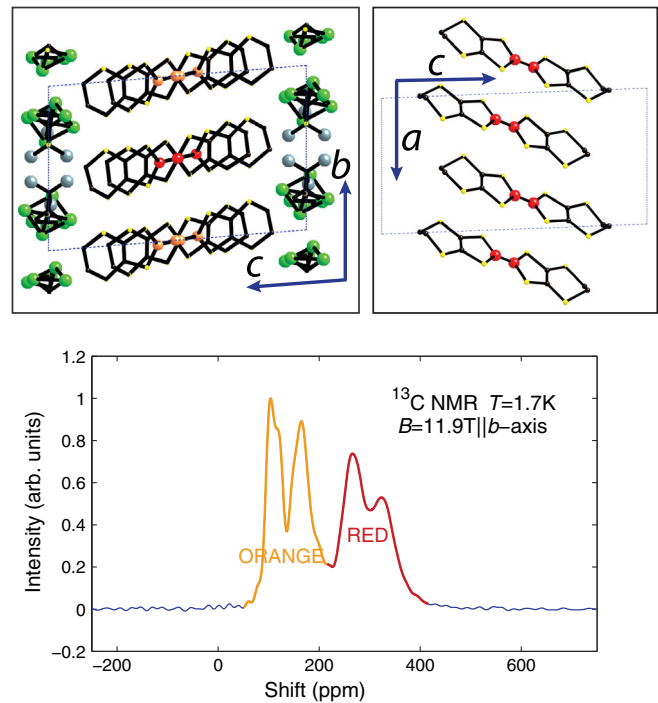 b
c
c
a
1.2
1
0.8
0.6
0.4
0.2
0
−0.2
−200
0
200
400
600
Intensity (arb. units)
Shift (ppm)
¹³C NMR T=1.7K
B=11.9T||b−axis
ORANGE
RED